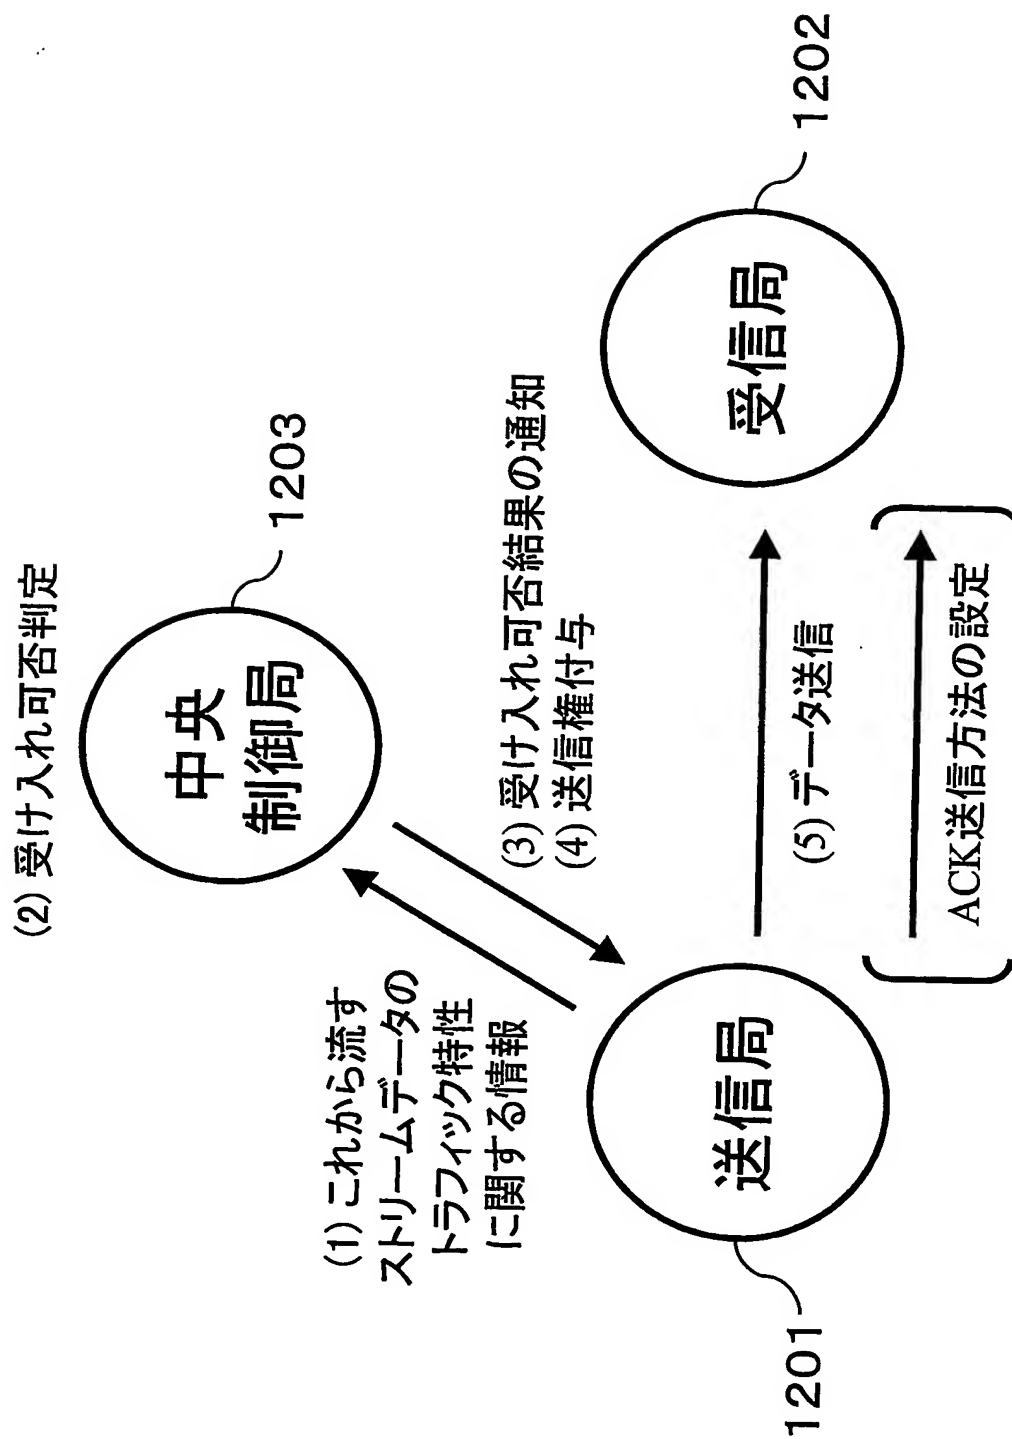 (2) 受け入れ可否判定
中央
制御局
1203
(1) これから流す
ストリームデータの
トラフィック特性
に関する情報
(3) 受け入れ可否結果の通知
(4) 送信権付与
送信局
1201
受信局
1202
(5) データ送信
ACK送信方法の設定